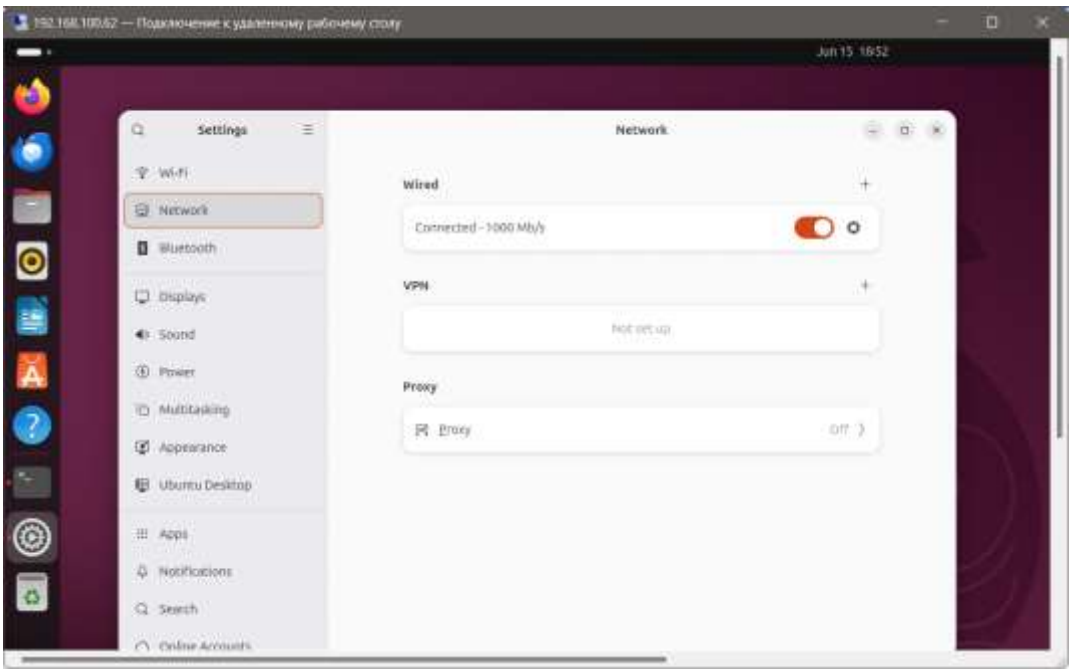 192.168.100.62 — Подключение к удаленному рабочему столу
Jun 15 18:52
Settings
Network
Wi-Fi
Network
Bluetooth
Displays
Sound
Power
Multitasking
Appearance
Ubuntu Desktop
Apps
Notifications
Search
Online Accounts
Wired
Connected - 1000 Mb/s
VPN
Not set up
Proxy
Proxy
Off